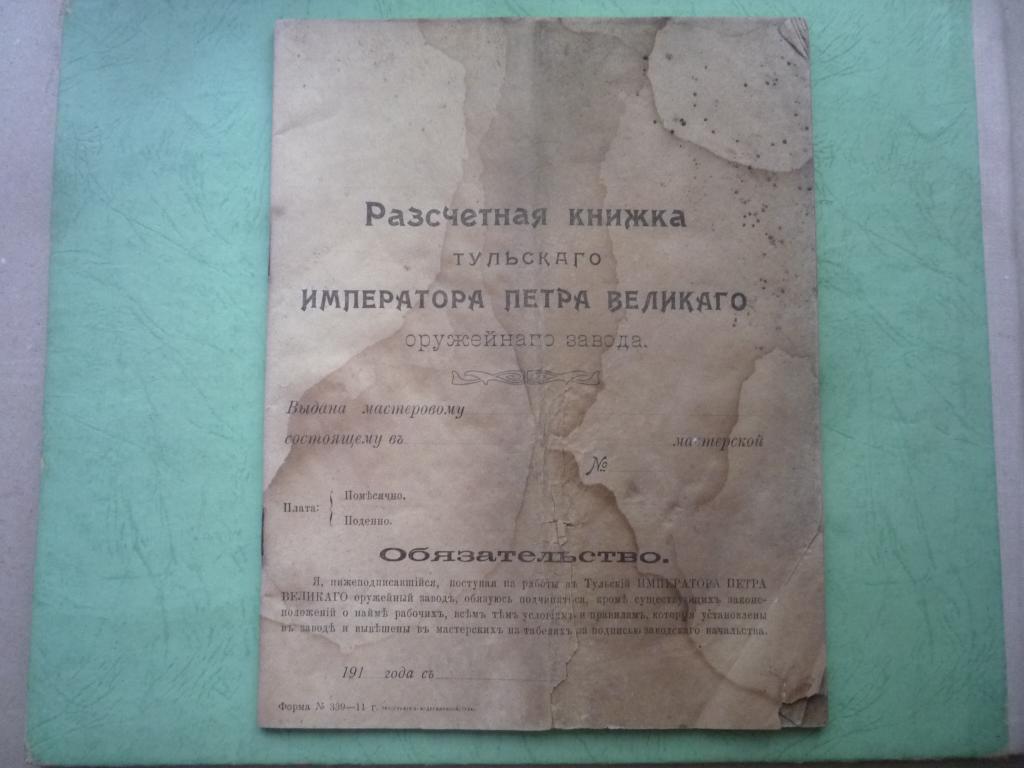 Разсчетная книжка
ТУЛЬСКАГО
ИМПЕРАТОРА ПЕТРА ВЕЛИКАГО
оружейнаго завода.
Выдана мастеровому
состоящему въ мастерской
№
Плата: { Помѣсячно.
Поденно.
Обязательство.
Я, нижеподписавшійся, поступая на работы въ Тульскій ИМПЕРАТОРА ПЕТРА
ВЕЛИКАГО оружейный заводъ, обязуюсь подчиняться, кромѣ существующихъ законо-
положеній о наймѣ рабочихъ, всѣмъ тѣмъ условіямъ и правиламъ, которыя установлены
въ заводѣ и вывѣшены въ мастерскихъ на табеляхъ за подписью заводскаго начальства.
191 года съ
Форма № 339—11 г.